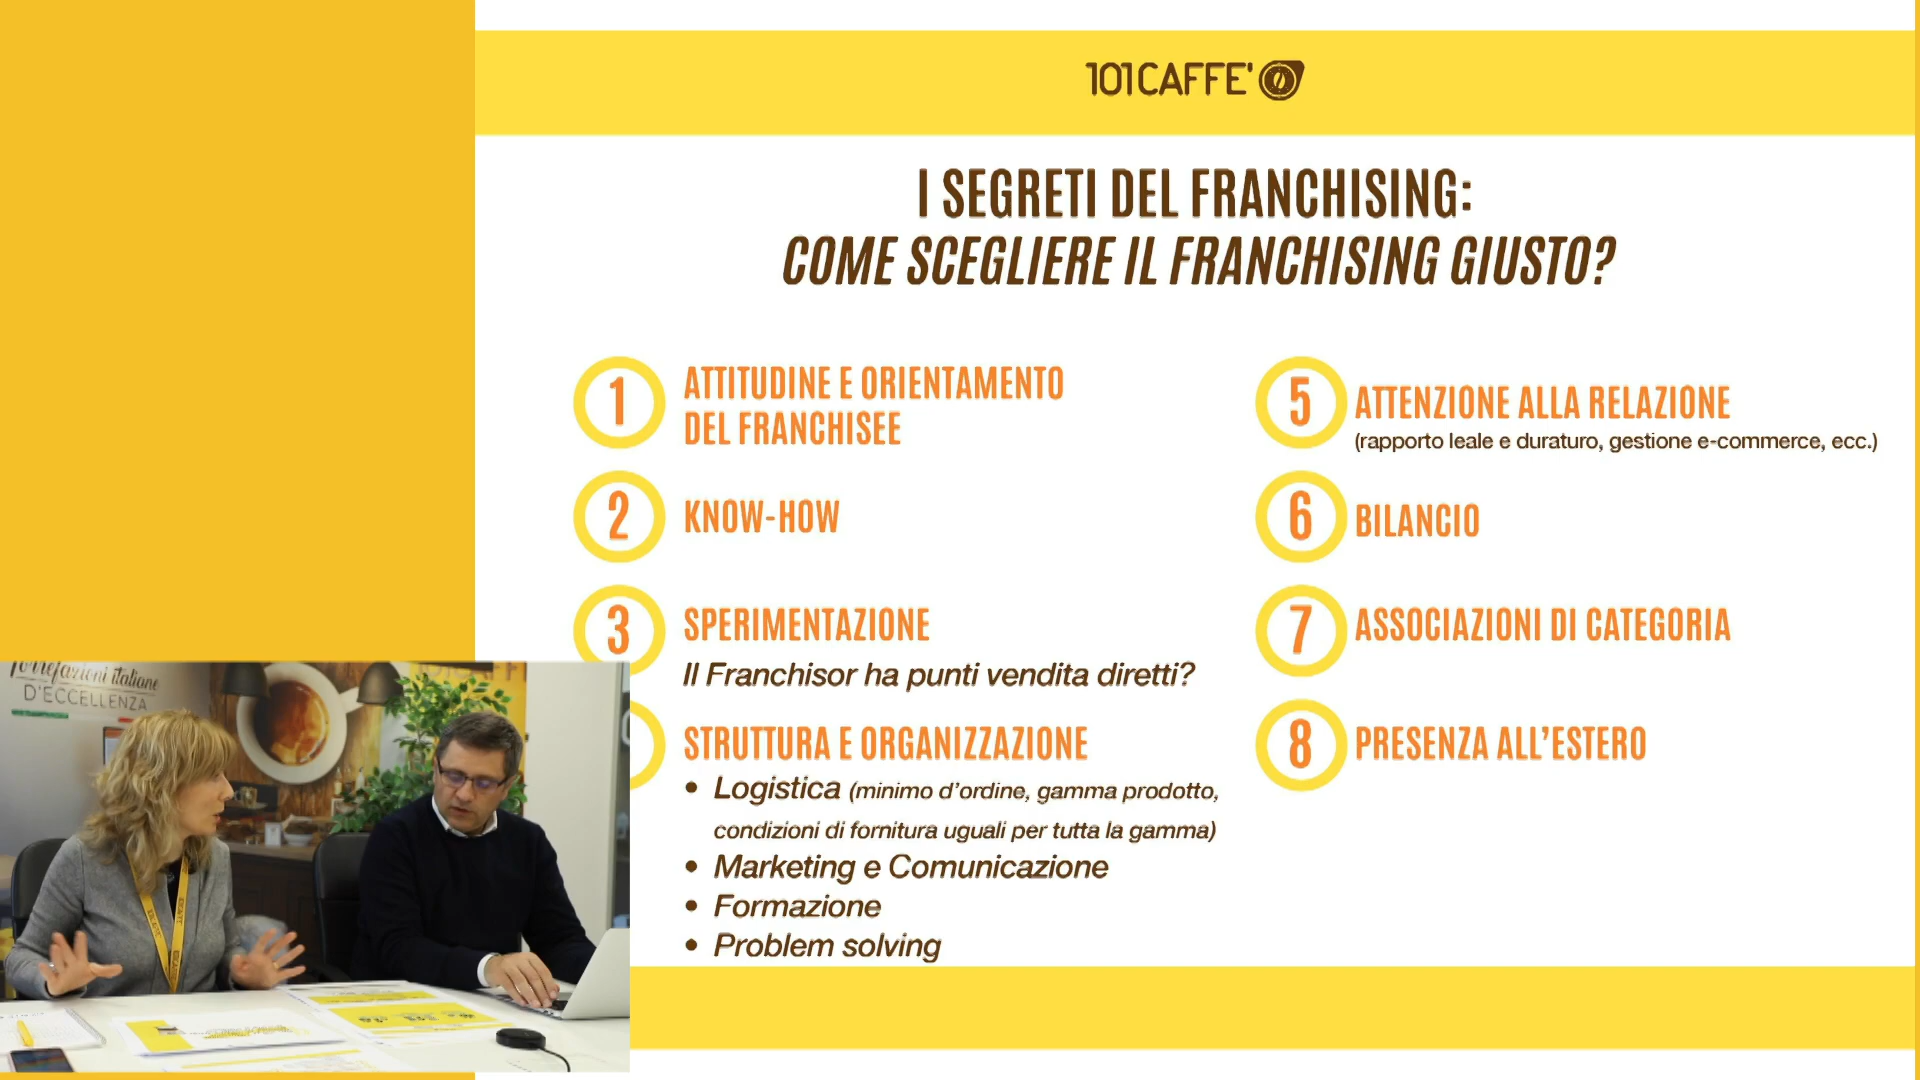 101CAFFE'
I SEGRETI DEL FRANCHISING:
COME SCEGLIERE IL FRANCHISING GIUSTO?
1
ATTITUDINE E ORIENTAMENTO
DEL FRANCHISEE
2
KNOW-HOW
3
SPERIMENTAZIONE
Il Franchisor ha punti vendita diretti?
STRUTTURA E ORGANIZZAZIONE
• Logistica (minimo d'ordine, gamma prodotto,
condizioni di fornitura uguali per tutta la gamma)
• Marketing e Comunicazione
• Formazione
• Problem solving
5
ATTENZIONE ALLA RELAZIONE
(rapporto leale e duraturo, gestione e-commerce, ecc.)
6
BILANCIO
7
ASSOCIAZIONI DI CATEGORIA
8
PRESENZA ALL'ESTERO
Torrefazioni italiane
D'ECCELLENZA